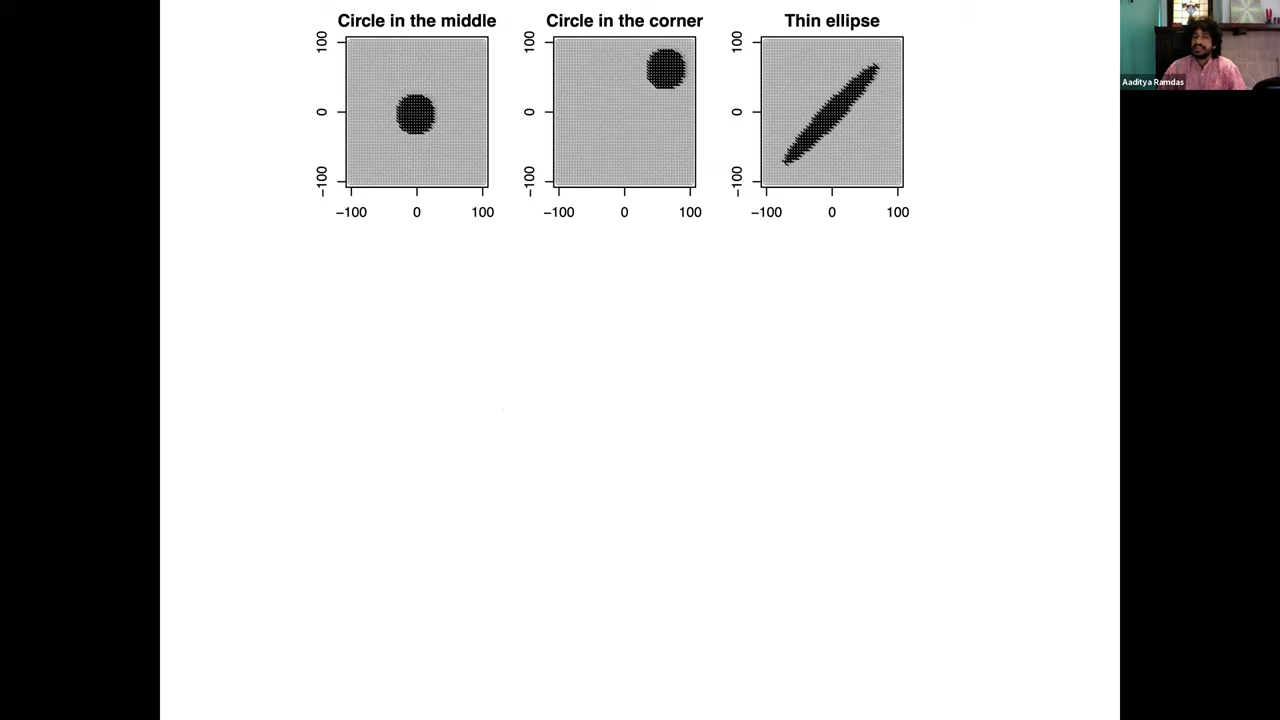 Circle in the middle
Circle in the corner
Thin ellipse
100
0
−100
−100 0 100
100
0
−100
−100 0 100
100
0
−100
−100 0 100
Aaditya Ramdas